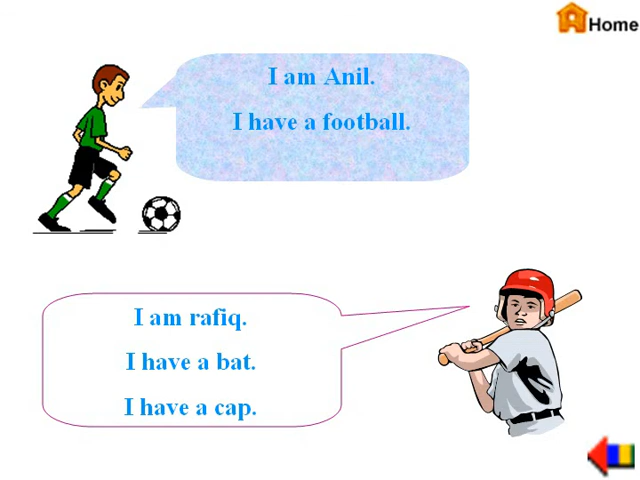 Home
I am Anil.
I have a football.
I am rafiq.
I have a bat.
I have a cap.